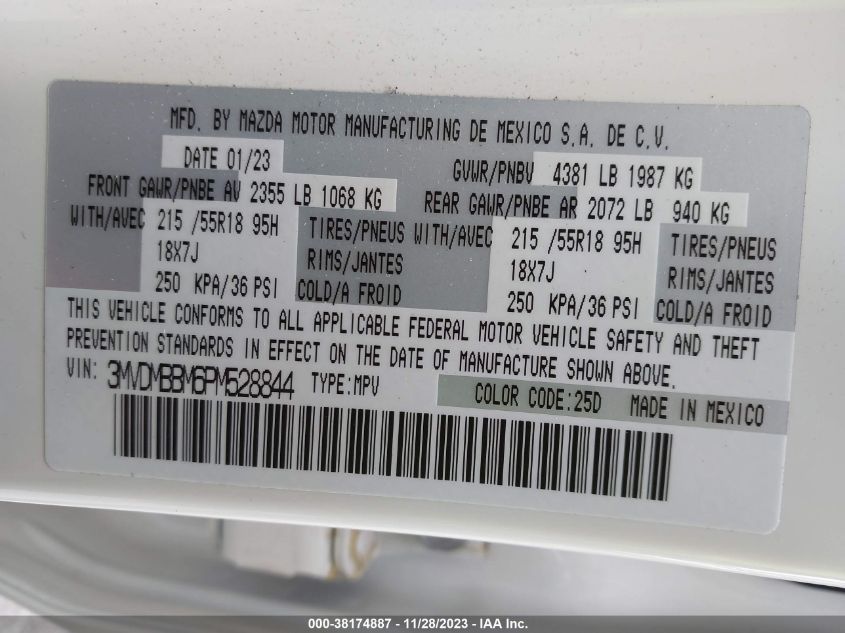 MFD. BY MAZDA MOTOR MANUFACTURING DE MEXICO S.A. DE C.V.
DATE 01/23 GVWR/PNBV 4381 LB 1987 KG
FRONT GAWR/PNBE AV 2355 LB 1068 KG REAR GAWR/PNBE AR 2072 LB 940 KG
WITH/AVEC 215 /55R18 95H TIRES/PNEUS WITH/AVEC 215 /55R18 95H TIRES/PNEUS
18X7J RIMS/JANTES 18X7J RIMS/JANTES
250 KPA/36 PSI COLD/A FROID 250 KPA/36 PSI COLD/A FROID
THIS VEHICLE CONFORMS TO ALL APPLICABLE FEDERAL MOTOR VEHICLE SAFETY AND THEFT
PREVENTION STANDARDS IN EFFECT ON THE DATE OF MANUFACTURE SHOWN ABOVE.
VIN: 3MVDMBBM6PM528844 TYPE:MPV COLOR CODE:25D MADE IN MEXICO
000-38174887 - 11/28/2023 - IAA Inc.